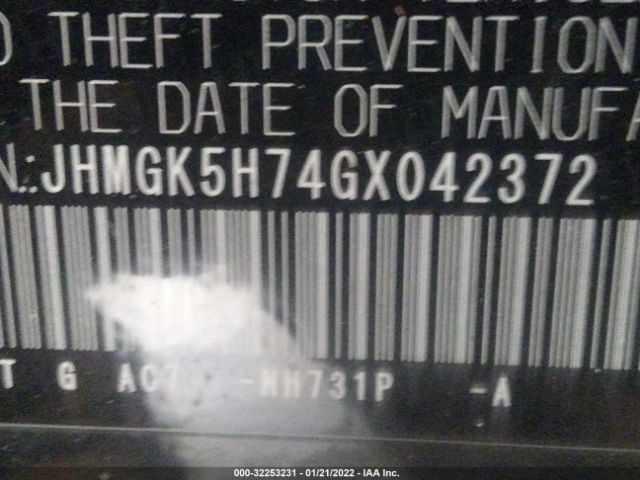 THEFT PREVENTION
THE DATE OF MANUFA
N.:JHMGK5H74GX042372
T G AC7 -NH731P -A
000-32253231 - 01/21/2022 - IAA Inc.